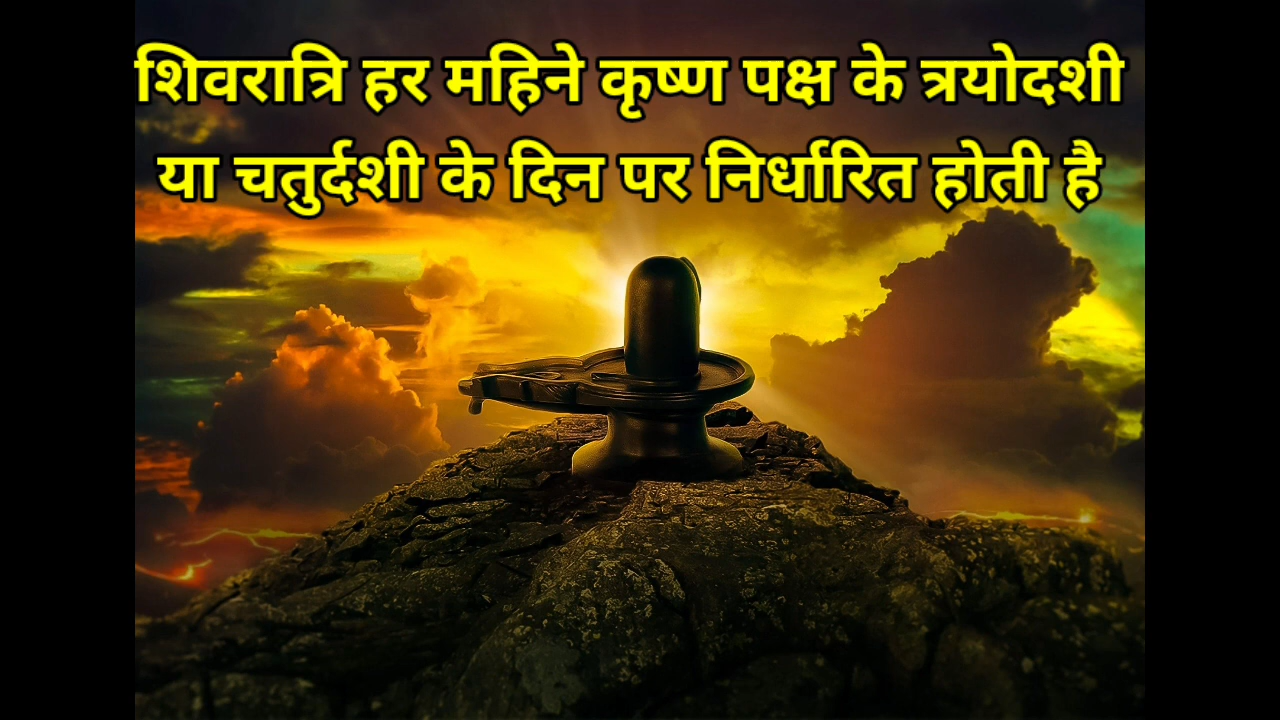 शिवरात्रि हर महिने कृष्ण पक्ष के त्रयोदशी
या चतुर्दशी के दिन पर निर्धारित होती है